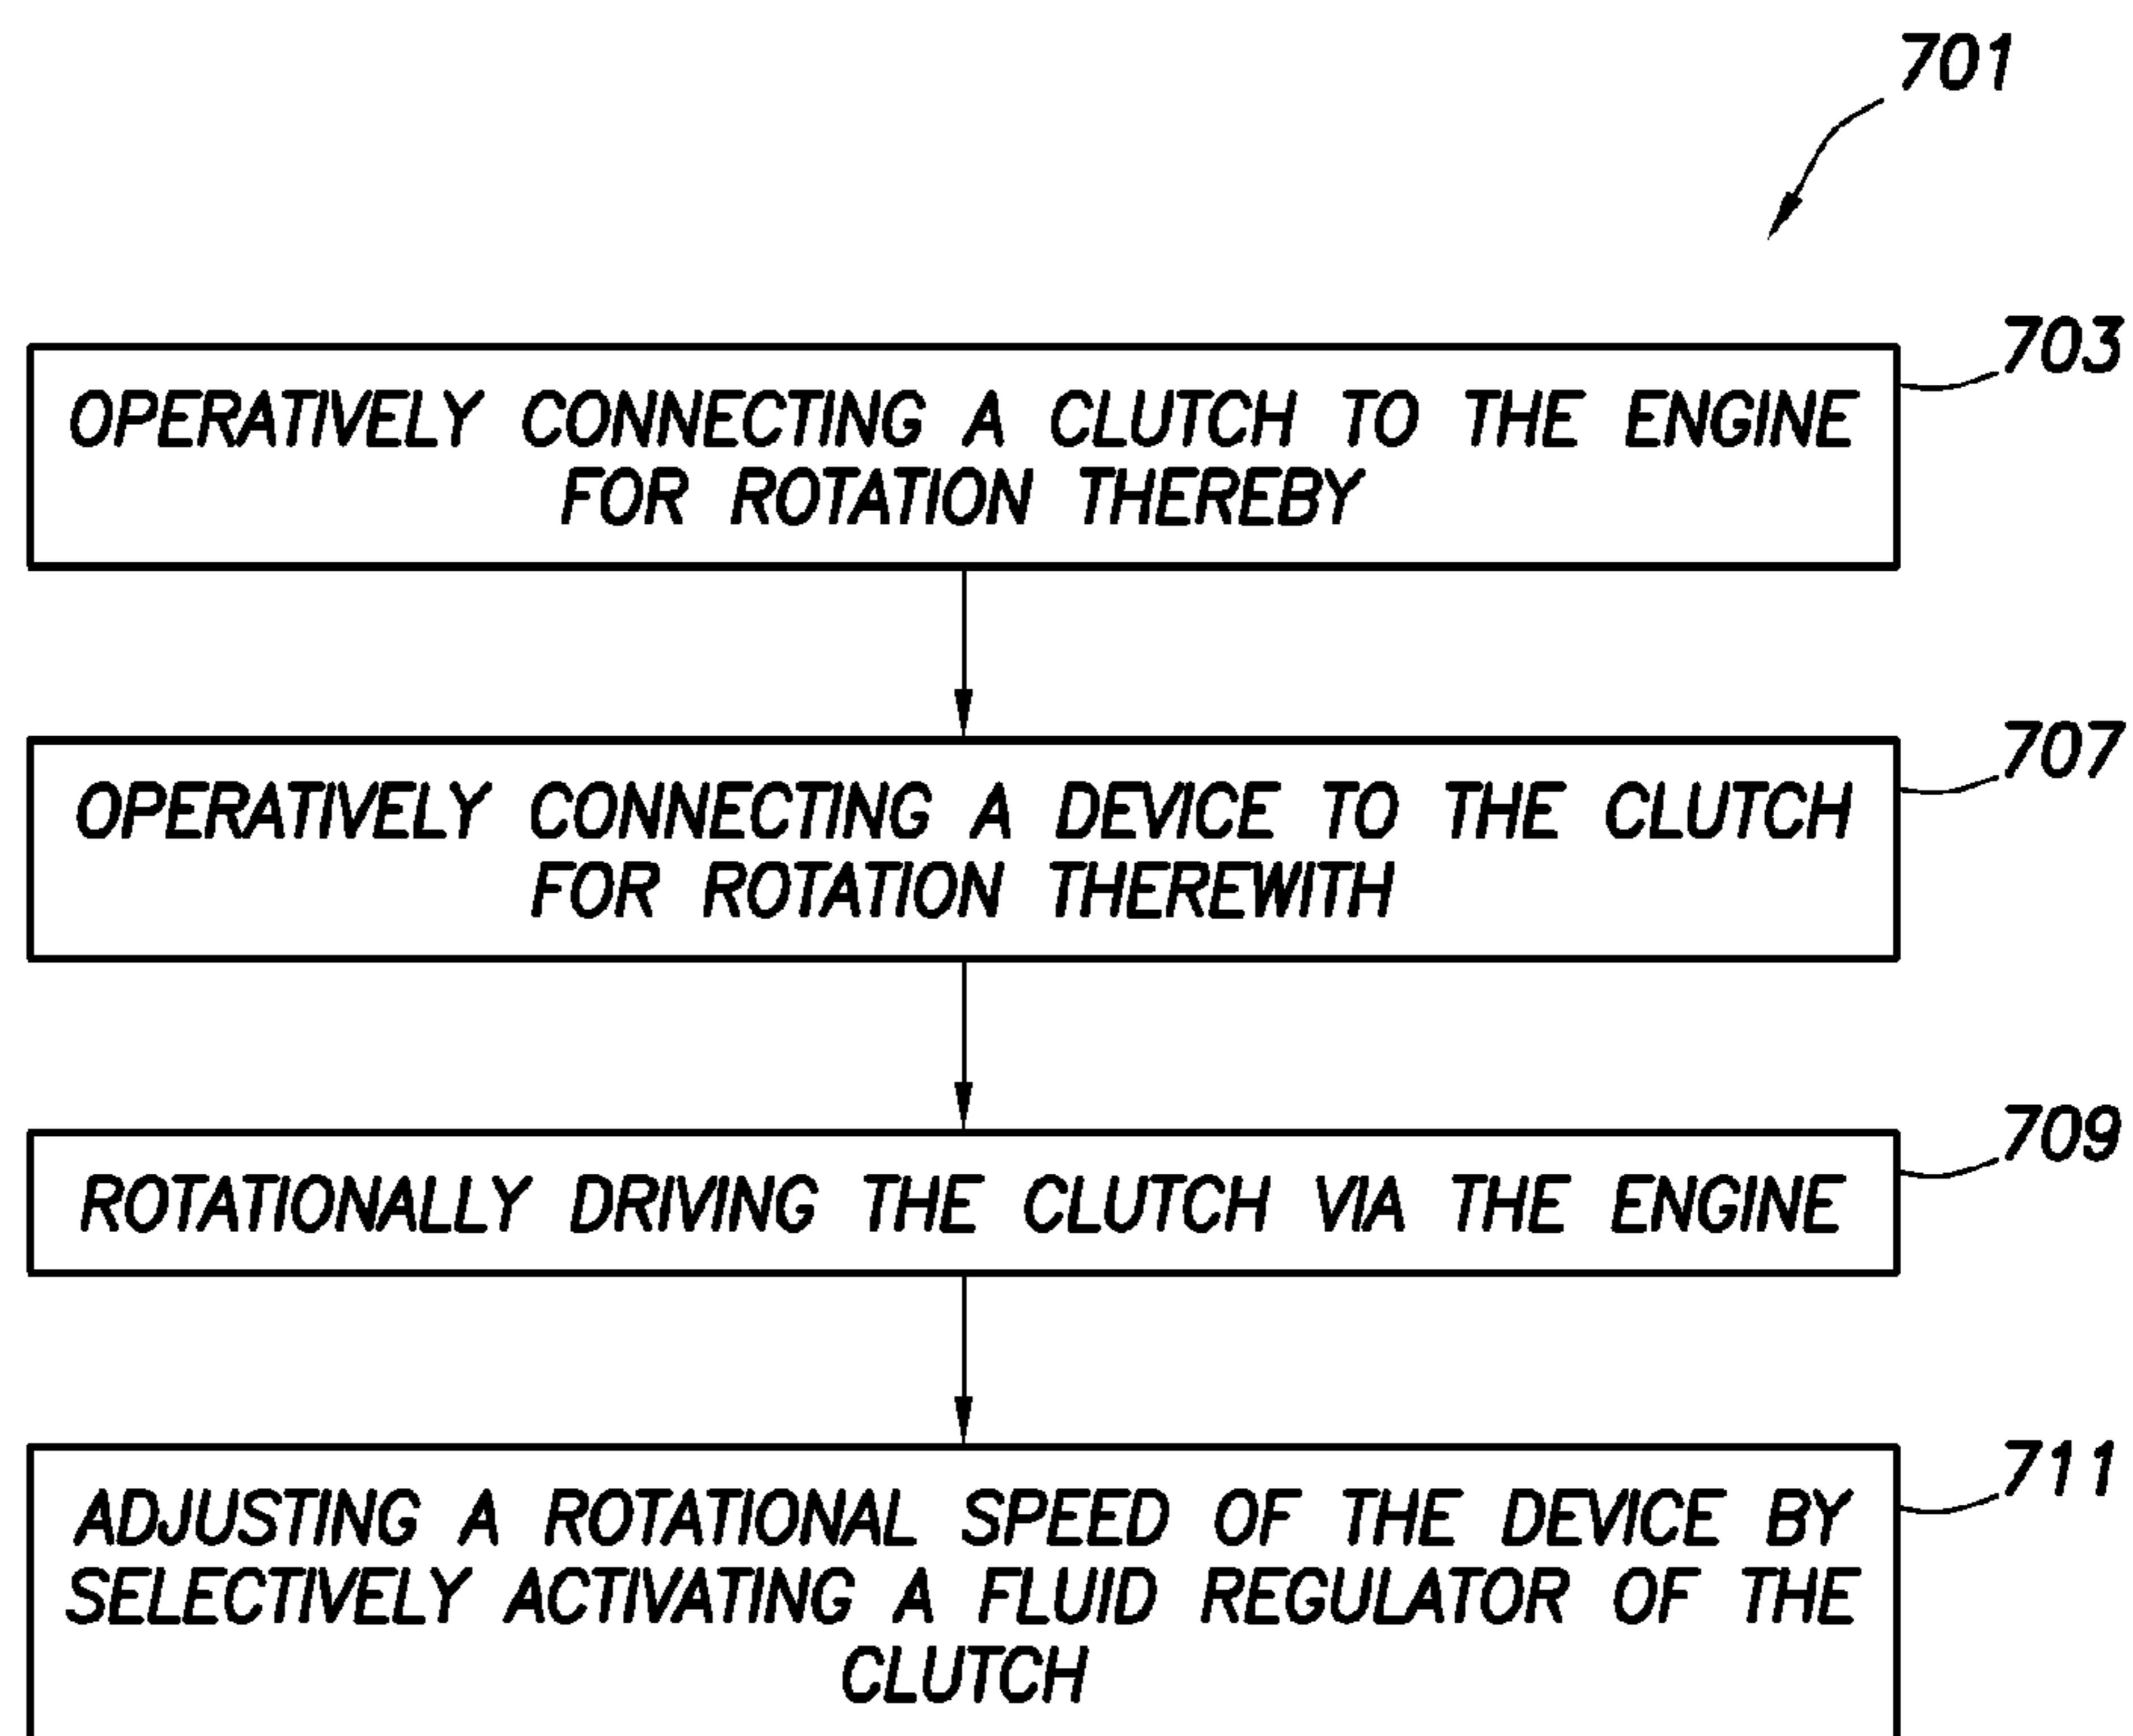 701
703
OPERATIVELY CONNECTING A CLUTCH TO THE ENGINE
FOR ROTATION THEREBY
707
OPERATIVELY CONNECTING A DEVICE TO THE CLUTCH
FOR ROTATION THEREWITH
709
ROTATIONALLY DRIVING THE CLUTCH VIA THE ENGINE
711
ADJUSTING A ROTATIONAL SPEED OF THE DEVICE BY
SELECTIVELY ACTIVATING A FLUID REGULATOR OF THE
CLUTCH